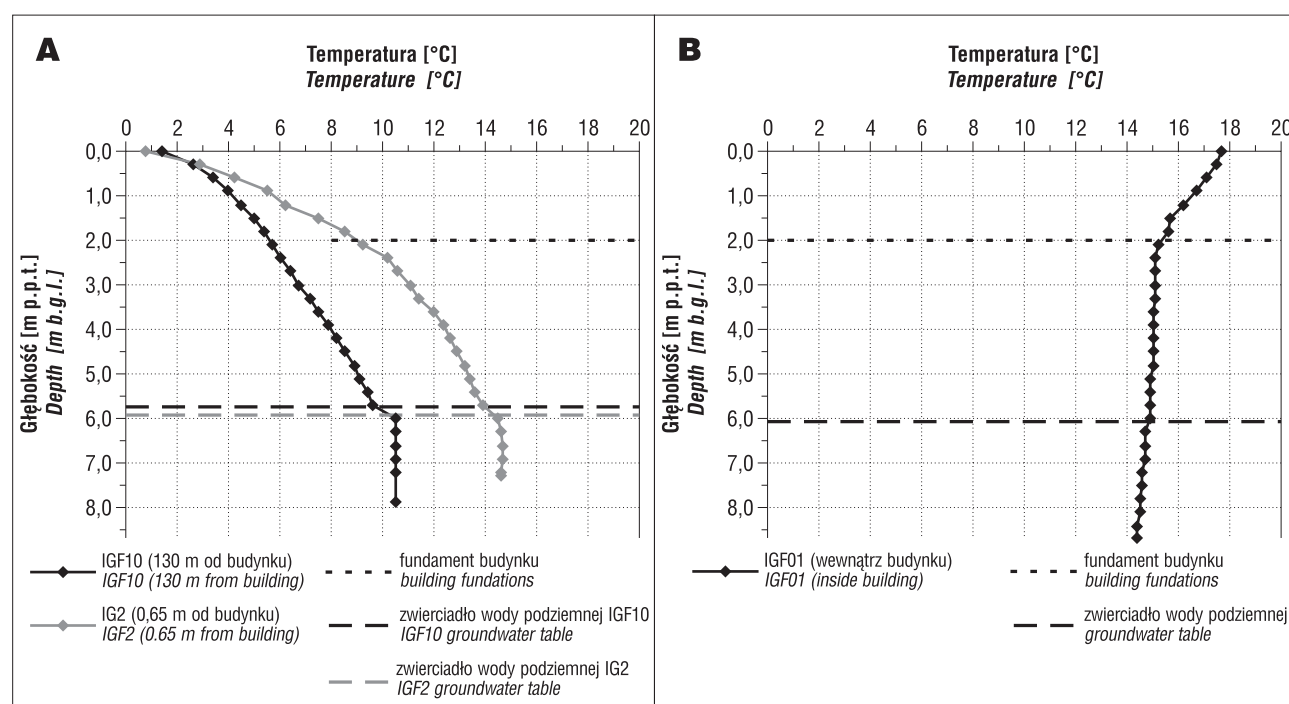 A
Temperatura [°C]
Temperature [°C]
0 2 4 6 8 10 12 14 16 18 20
0,0
1,0
2,0
3,0
4,0
5,0
6,0
7,0
8,0
Głębokość [m p.p.t.]
Depth [m b.g.l.]
IGF10 (130 m od budynku)
IGF10 (130 m from building)
IG2 (0,65 m od budynku)
IGF2 (0.65 m from building)
fundament budynku
building fundations
zwierciadło wody podziemnej IGF10
IGF10 groundwater table
zwierciadło wody podziemnej IG2
IGF2 groundwater table
B
Temperatura [°C]
Temperature [°C]
0 2 4 6 8 10 12 14 16 18 20
0,0
1,0
2,0
3,0
4,0
5,0
6,0
7,0
8,0
Głębokość [m p.p.t.]
Depth [m b.g.l.]
IGF01 (wewnątrz budynku)
IGF01 (inside building)
fundament budynku
building fundations
zwierciadło wody podziemnej
groundwater table